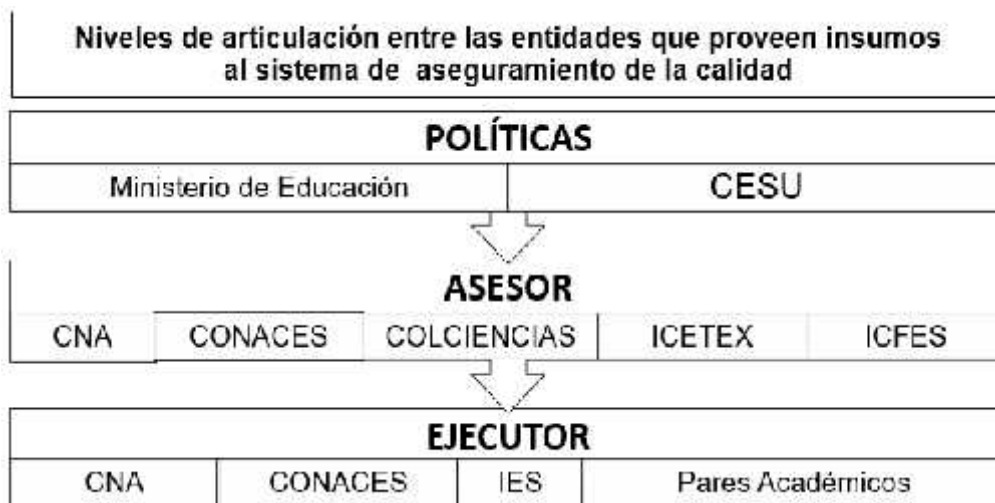 Niveles de articulación entre las entidades que proveen insumos
al sistema de aseguramiento de la calidad
POLÍTICAS
Ministerio de Educación CESU
ASESOR
CNA CONACES COLCIENCIAS ICETEX ICFES
EJECUTOR
CNA CONACES IES Pares Académicos